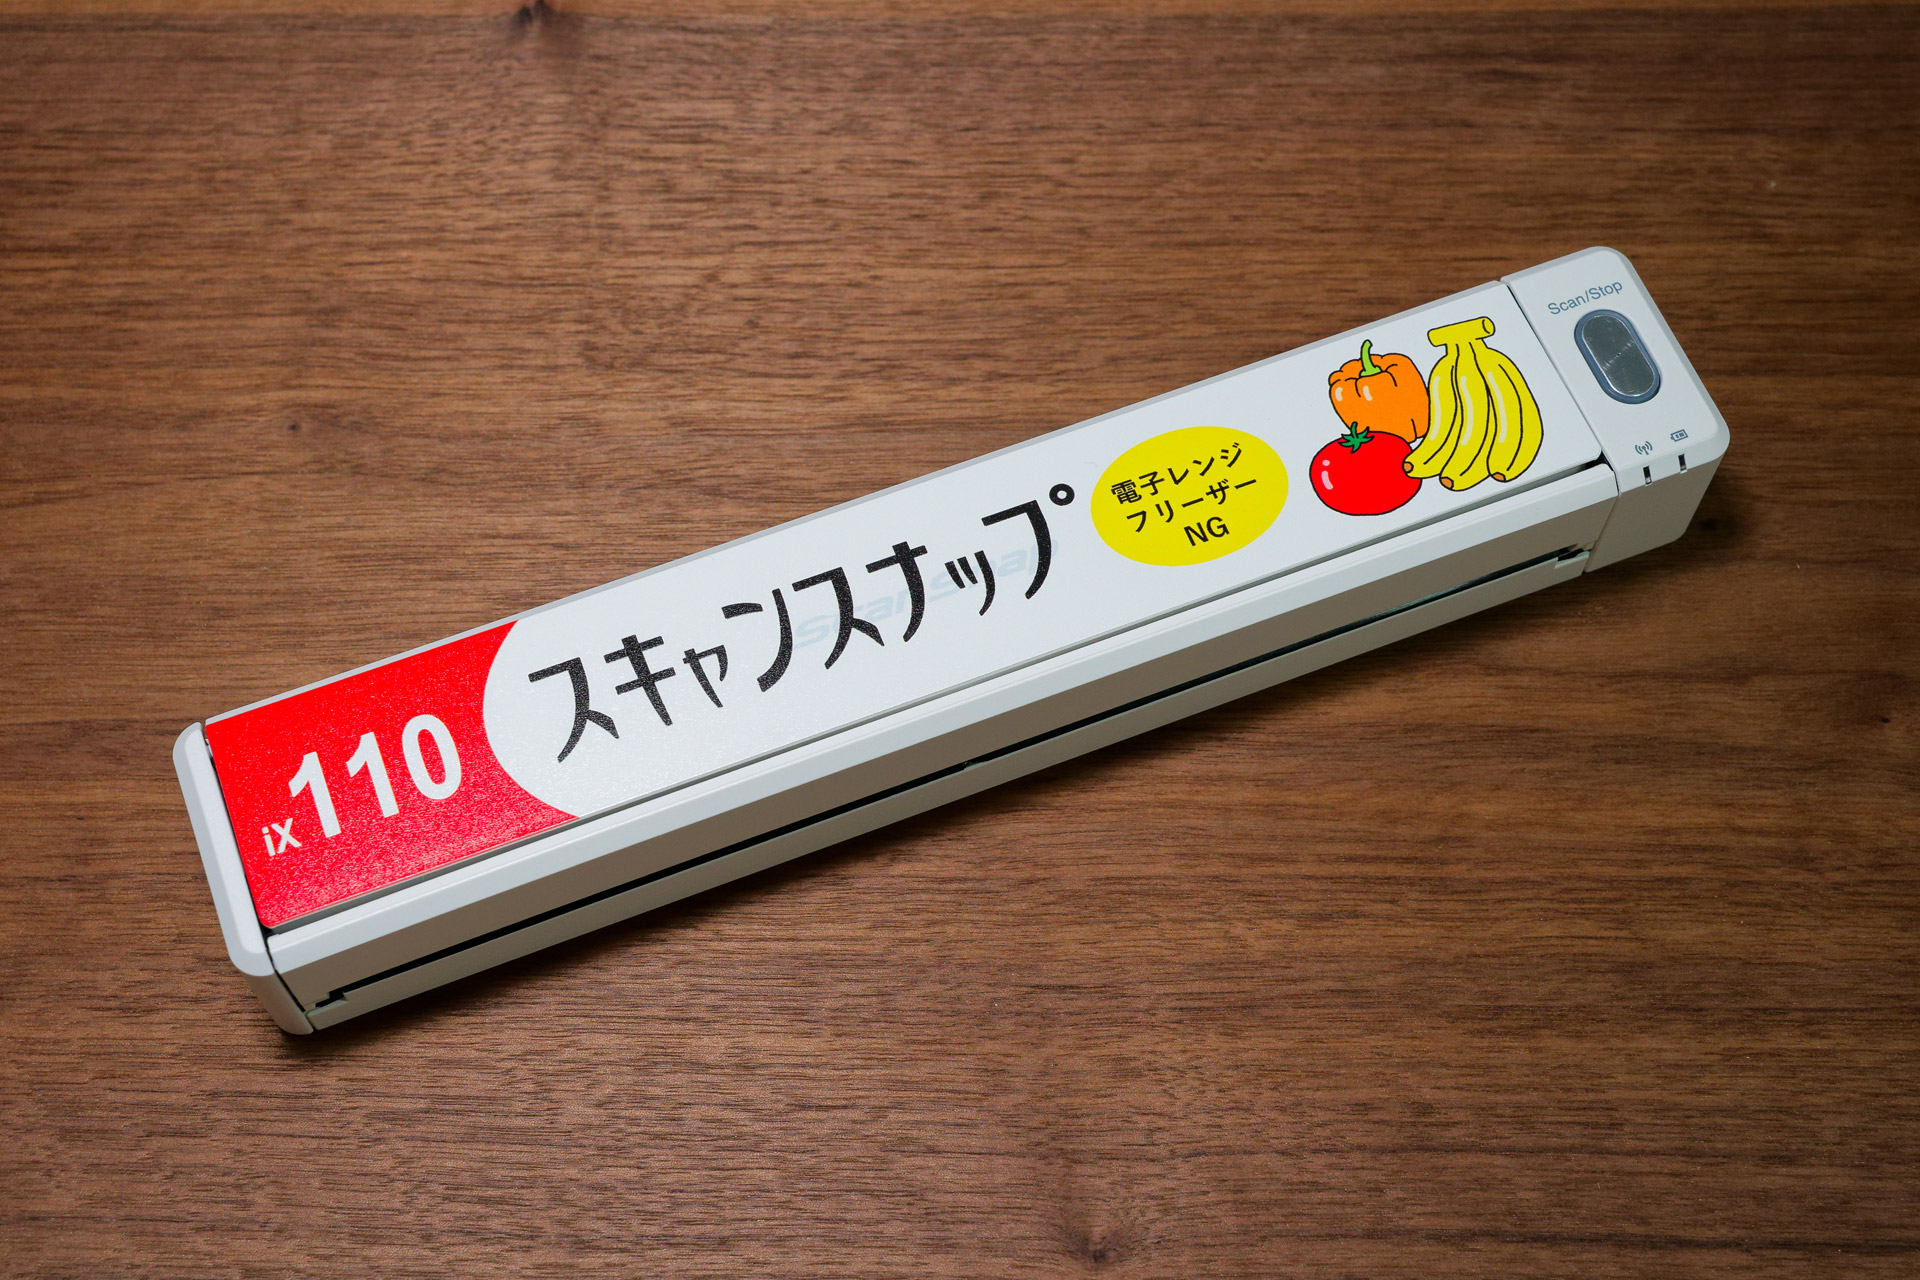 iX110
スキャンスナップ
電子レンジ
フリーザー
NG
Scan/Stop
ScanSnap